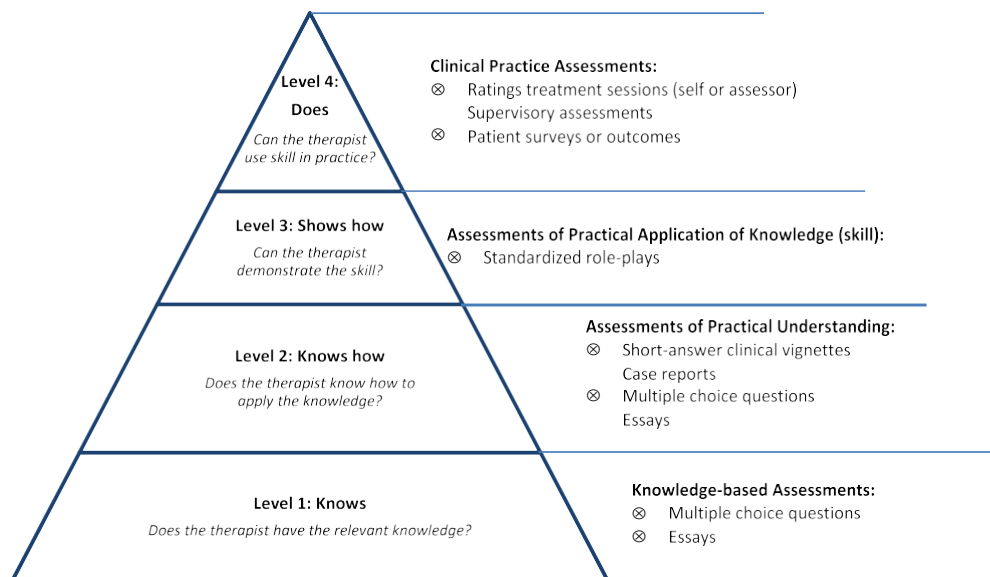 Level 4:
Does
Can the therapist
use skill in practice?
Clinical Practice Assessments:
⊗ Ratings treatment sessions (self or assessor)
Supervisory assessments
⊗ Patient surveys or outcomes
Level 3: Shows how
Can the therapist
demonstrate the skill?
Assessments of Practical Application of Knowledge (skill):
⊗ Standardized role-plays
Level 2: Knows how
Does the therapist know how to
apply the knowledge?
Assessments of Practical Understanding:
⊗ Short-answer clinical vignettes
Case reports
⊗ Multiple choice questions
Essays
Level 1: Knows
Does the therapist have the relevant knowledge?
Knowledge-based Assessments:
⊗ Multiple choice questions
⊗ Essays